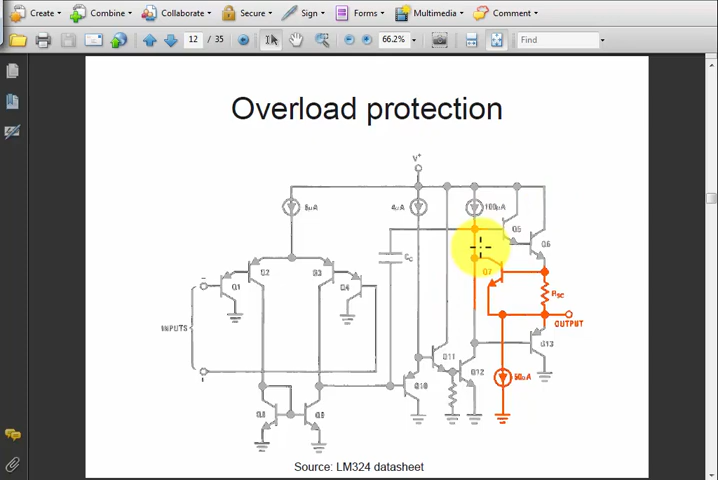 Create Combine Collaborate Secure Sign Forms Multimedia Comment
12 / 35 66.2% Find
Overload protection
V+
6μA 4μA 100μA
Q5
Q6
CC
Q2 Q3 Q7
Q1 Q4
RSC
INPUTS
OUTPUT
Q13
Q11
Q12
50μA
Q10
Q8 Q9
Source: LM324 datasheet